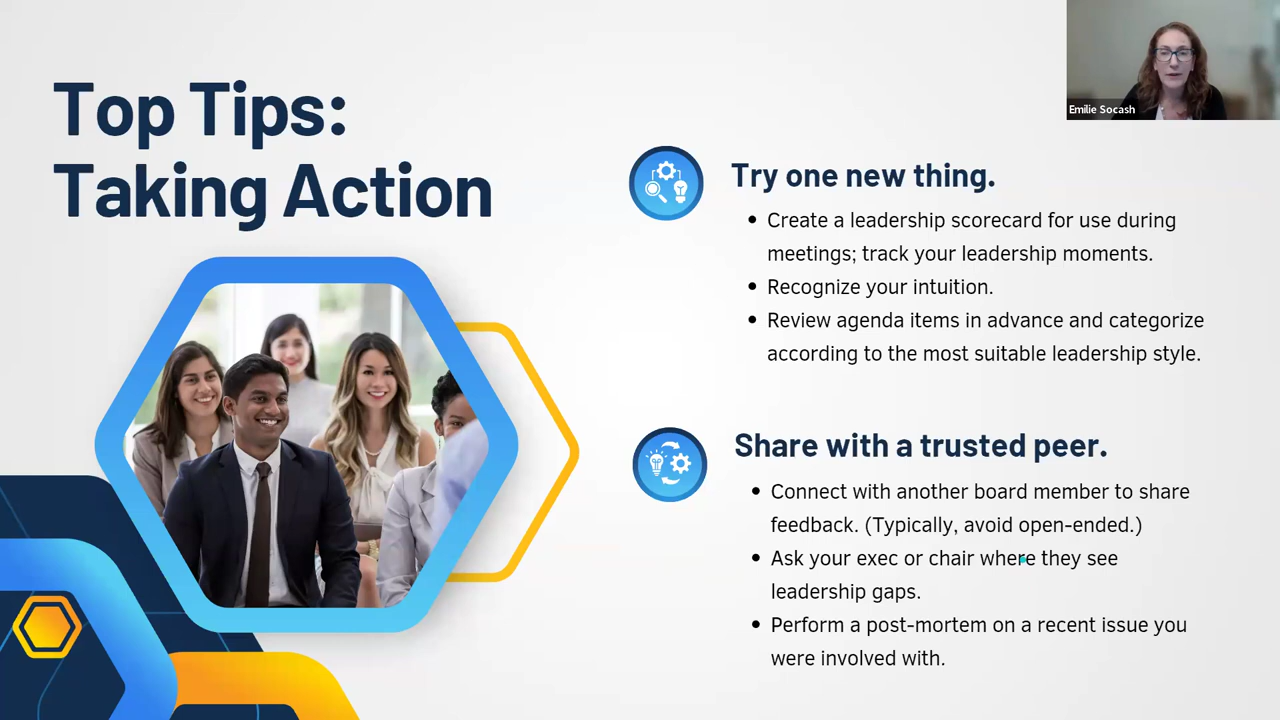 Top Tips:
Taking Action
Emilie Socash
Try one new thing.
• Create a leadership scorecard for use during
meetings; track your leadership moments.
• Recognize your intuition.
• Review agenda items in advance and categorize
according to the most suitable leadership style.
Share with a trusted peer.
• Connect with another board member to share
feedback. (Typically, avoid open-ended.)
• Ask your exec or chair where they see
leadership gaps.
• Perform a post-mortem on a recent issue you
were involved with.